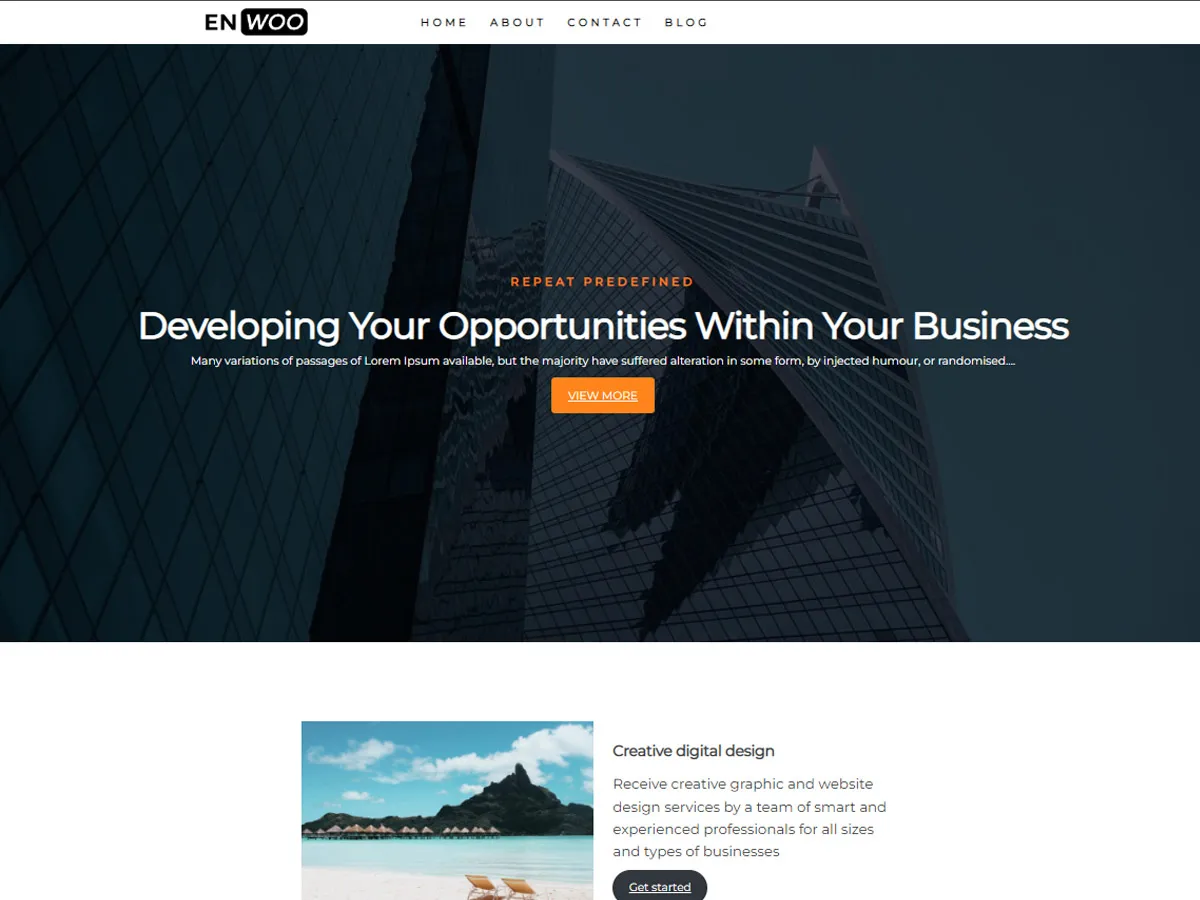 EN WOO
HOME ABOUT CONTACT BLOG
REPEAT PREDEFINED
Developing Your Opportunities Within Your Business
Many variations of passages of Lorem Ipsum available, but the majority have suffered alteration in some form, by injected humour, or randomised....
VIEW MORE
Creative digital design
Receive creative graphic and website
design services by a team of smart and
experienced professionals for all sizes
and types of businesses
Get started